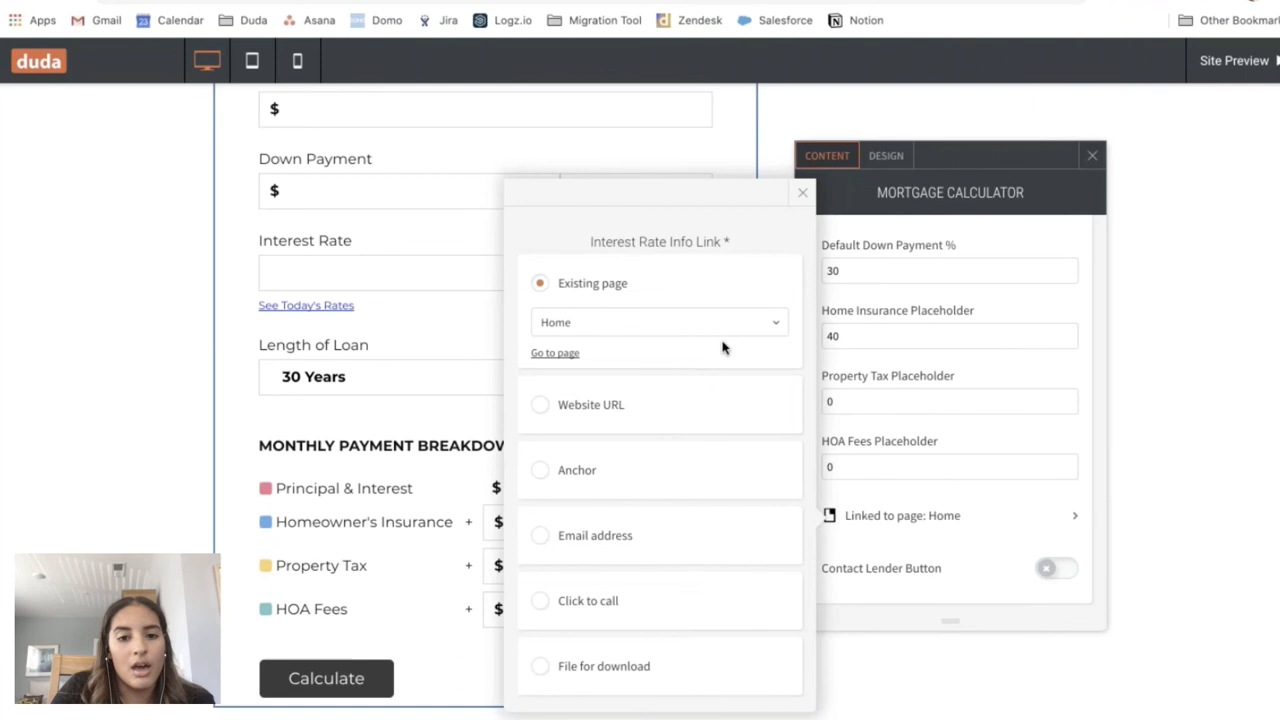 Apps Gmail Calendar Duda Asana Domo Jira Logz.io Migration Tool Zendesk Salesforce Notion
duda
Site Preview
$
Down Payment
$
Interest Rate
See Today's Rates
Length of Loan
30 Years
MONTHLY PAYMENT
Principal & Interest $
Homeowner's Insurance + $
Property Tax + $
HOA Fees + $
Calculate
Interest Rate Info Link *
Existing page
Home
Go to page
Website URL
Anchor
Email address
Click to call
File for download
CONTENT DESIGN
MORTGAGE CALCULATOR
Default Down Payment %
30
Home Insurance Placeholder
40
Property Tax Placeholder
0
HOA Fees Placeholder
0
Linked to page: Home
Contact Lender Button